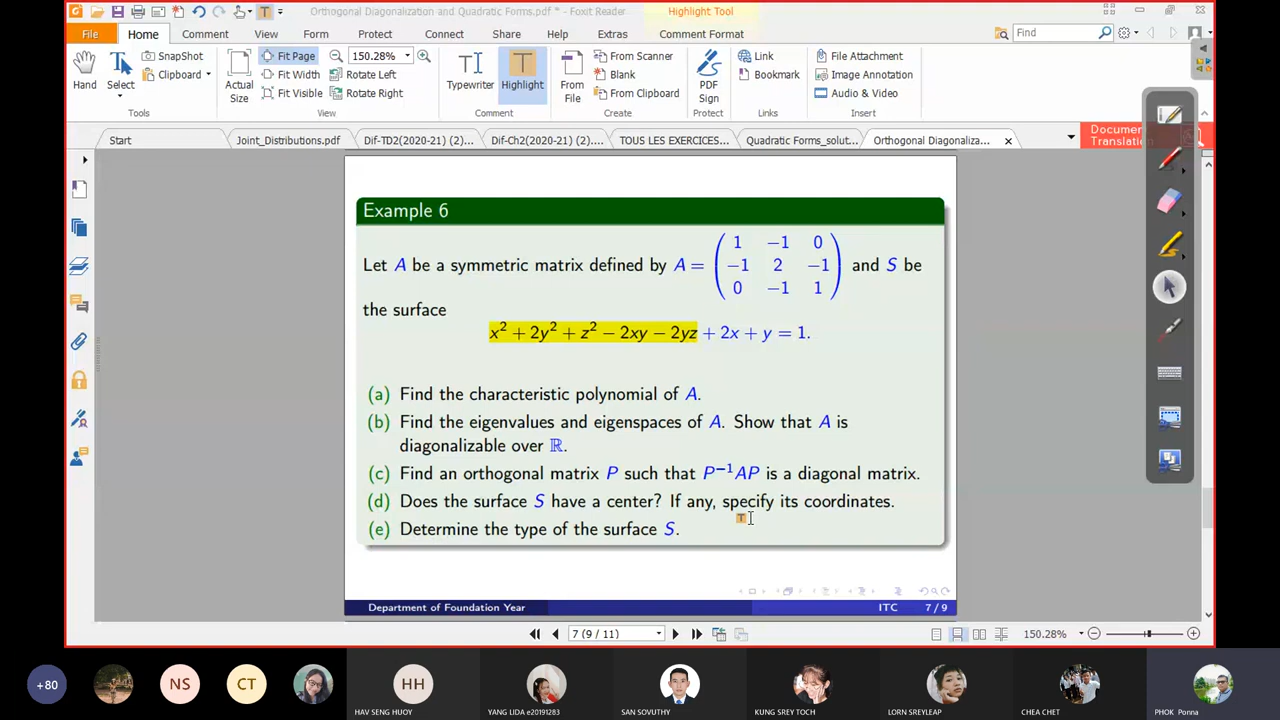 Orthogonal Diagonalization and Quadratic Forms.pdf * - Foxit Reader
Highlight Tool
File Home Comment View Form Protect Connect Share Help Extras Comment Format Find
Hand Select SnapShot Clipboard Actual Size Fit Page Fit Width Fit Visible 150.28% Rotate Left Rotate Right Typewriter Highlight From File From Scanner Blank From Clipboard PDF Sign Link Bookmark File Attachment Image Annotation Audio & Video
Tools View Comment Create Protect Links Insert
Start Joint_Distributions.pdf Dif-TD2(2020-21) (2)... Dif-Ch2(2020-21) (2).... TOUS LES EXERCICES... Quadratic Forms_solut... Orthogonal Diagonaliza...
Document Translation
Example 6
Let A be a symmetric matrix defined by A = ( 1 −1 0
−1 2 −1
0 −1 1 ) and S be
the surface
x² + 2y² + z² − 2xy − 2yz + 2x + y = 1.
(a) Find the characteristic polynomial of A.
(b) Find the eigenvalues and eigenspaces of A. Show that A is
diagonalizable over ℝ.
(c) Find an orthogonal matrix P such that P⁻¹AP is a diagonal matrix.
(d) Does the surface S have a center? If any, specify its coordinates.
(e) Determine the type of the surface S.
Department of Foundation Year ITC 7 / 9
7 (9 / 11) 150.28%
+80 NS CT HH
HAV SENG HUOY YANG LIDA e20191283 SAN SOVUTHY KUNG SREY TOCH LORN SREYLEAP CHEA CHET PHOK Ponna